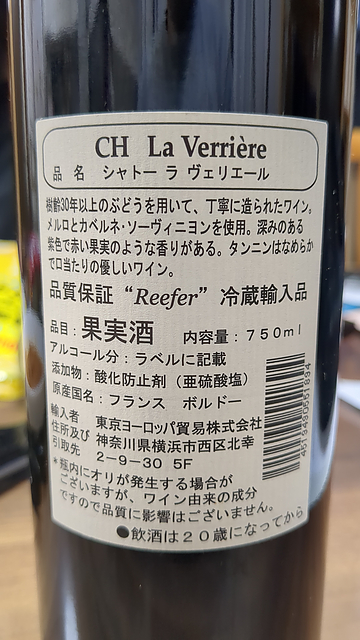 CH La Verrière
品 名 シャトー ラ ヴェリエール
樹齢30年以上のぶどうを用いて、丁寧に造られたワイン。
メルロとカベルネ・ソーヴィニヨンを使用。深みのある
紫色で赤い果実のような香りがある。タンニンはなめらか
で口当たりの優しいワイン。
品質保証 “Reefer” 冷蔵輸入品
品目：果実酒 内容量：750ml
アルコール分：ラベルに記載
添加物：酸化防止剤（亜硫酸塩）
原産国名：フランス ボルドー
輸入者 東京ヨーロッパ貿易株式会社
住所及び 神奈川県横浜市西区北幸
引取先 2-9-30 5F
*瓶内にオリが発生する場合が
ございますが、ワイン由来の成分
ですので品質に影響はございません。
●飲酒は20歳になってから